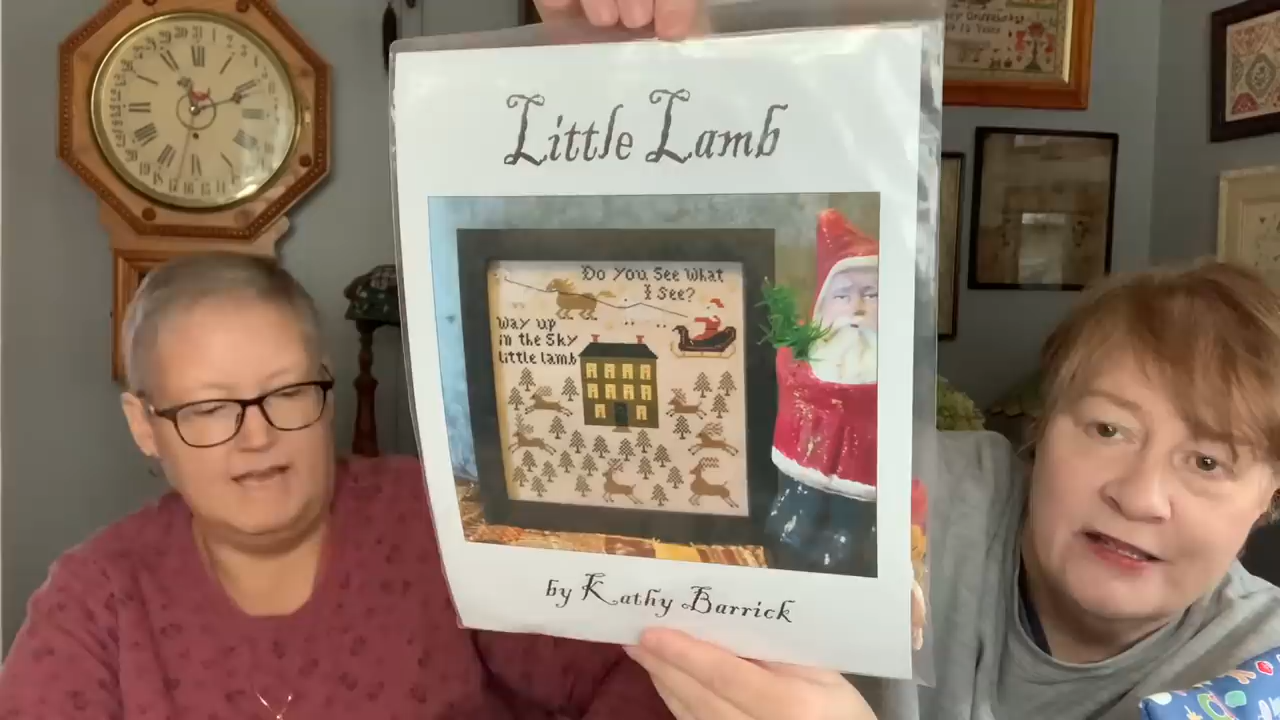 Little Lamb
Do You See What
I See?
Way up
in the Sky
little lamb
by Kathy Barrick